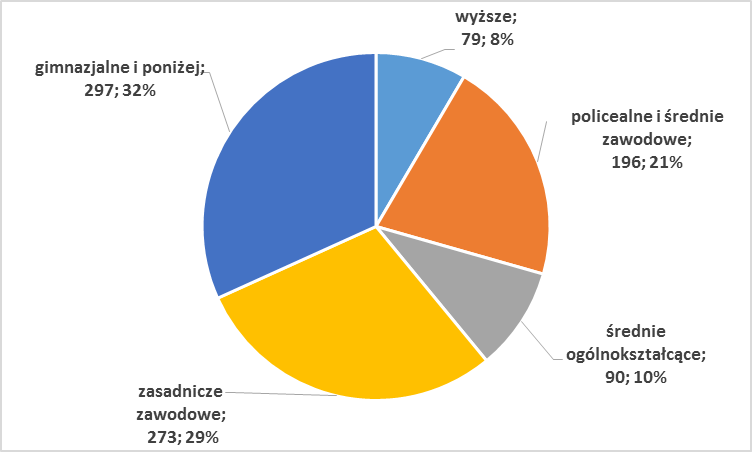 wyższe;
79; 8%
gimnazjalne i poniżej;
297; 32%
policealne i średnie
zawodowe;
196; 21%
średnie
ogólnokształcące;
90; 10%
zasadnicze
zawodowe;
273; 29%